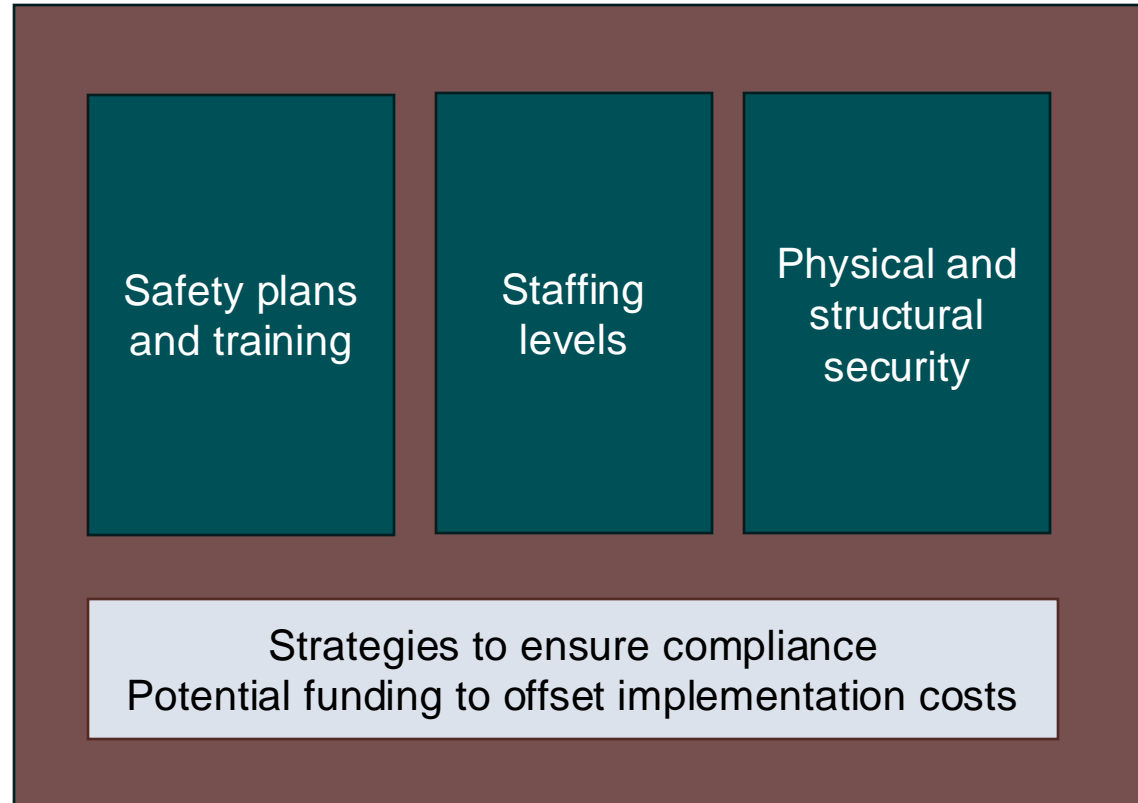 Safety plans
and training
Staffing
levels
Physical and
structural
security
Strategies to ensure compliance
Potential funding to offset implementation costs